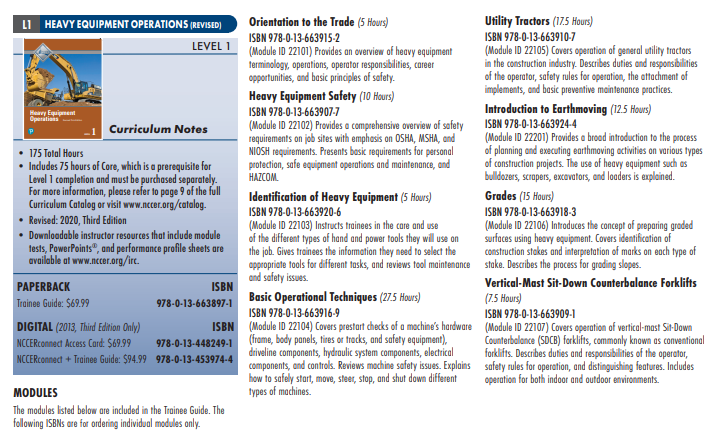 L1 HEAVY EQUIPMENT OPERATIONS (REVISED)
LEVEL 1
Heavy Equipment
Operations
1
Curriculum Notes
• 175 Total Hours
• Includes 75 hours of Core, which is a prerequisite for
Level 1 completion and must be purchased separately.
For more information, please refer to page 9 of the full
Curriculum Catalog or visit www.nccer.org/catalog.
• Revised: 2020, Third Edition
• Downloadable instructor resources that include module
tests, PowerPoints®, and performance profile sheets are
available at www.nccer.org/irc.
PAPERBACK ISBN
Trainee Guide: $69.99 978-0-13-663897-1
DIGITAL (2013, Third Edition Only) ISBN
NCCERconnect Access Card: $69.99 978-0-13-448249-1
NCCERconnect + Trainee Guide: $94.99 978-0-13-453974-4
MODULES
The modules listed below are included in the Trainee Guide. The
following ISBNs are for ordering individual modules only.
Orientation to the Trade (5 Hours)
ISBN 978-0-13-663915-2
(Module ID 22101) Provides an overview of heavy equipment
terminology, operations, operator responsibilities, career
opportunities, and basic principles of safety.
Heavy Equipment Safety (10 Hours)
ISBN 978-0-13-663907-7
(Module ID 22102) Provides a comprehensive overview of safety
requirements on job sites with emphasis on OSHA, MSHA, and
NIOSH requirements. Presents basic requirements for personal
protection, safe equipment operations and maintenance, and
HAZCOM.
Identification of Heavy Equipment (5 Hours)
ISBN 978-0-13-663920-6
(Module ID 22103) Instructs trainees in the care and use
of the different types of hand and power tools they will use on
the job. Gives trainees the information they need to select the
appropriate tools for different tasks, and reviews tool maintenance
and safety issues.
Basic Operational Techniques (27.5 Hours)
ISBN 978-0-13-663916-9
(Module ID 22104) Covers prestart checks of a machine's hardware
(frame, body panels, tires or tracks, and safety equipment),
driveline components, hydraulic system components, electrical
components, and controls. Reviews machine safety issues. Explains
how to safely start, move, steer, stop, and shut down different
types of machines.
Utility Tractors (17.5 Hours)
ISBN 978-0-13-663910-7
(Module ID 22105) Covers operation of general utility tractors
in the construction industry. Describes duties and responsibilities
of the operator, safety rules for operation, the attachment of
implements, and basic preventive maintenance practices.
Introduction to Earthmoving (12.5 Hours)
ISBN 978-0-13-663924-4
(Module ID 22201) Provides a broad introduction to the process
of planning and executing earthmoving activities on various types
of construction projects. The use of heavy equipment such as
bulldozers, scrapers, excavators, and loaders is explained.
Grades (15 Hours)
ISBN 978-0-13-663918-3
(Module ID 22106) Introduces the concept of preparing graded
surfaces using heavy equipment. Covers identification of
construction stakes and interpretation of marks on each type of
stake. Describes the process for grading slopes.
Vertical-Mast Sit-Down Counterbalance Forklifts
(7.5 Hours)
ISBN 978-0-13-663909-1
(Module ID 22107) Covers operation of vertical-mast Sit-Down
Counterbalance (SDCB) forklifts, commonly known as conventional
forklifts. Describes duties and responsibilities of the operator,
safety rules for operation, and distinguishing features. Includes
operation for both indoor and outdoor environments.